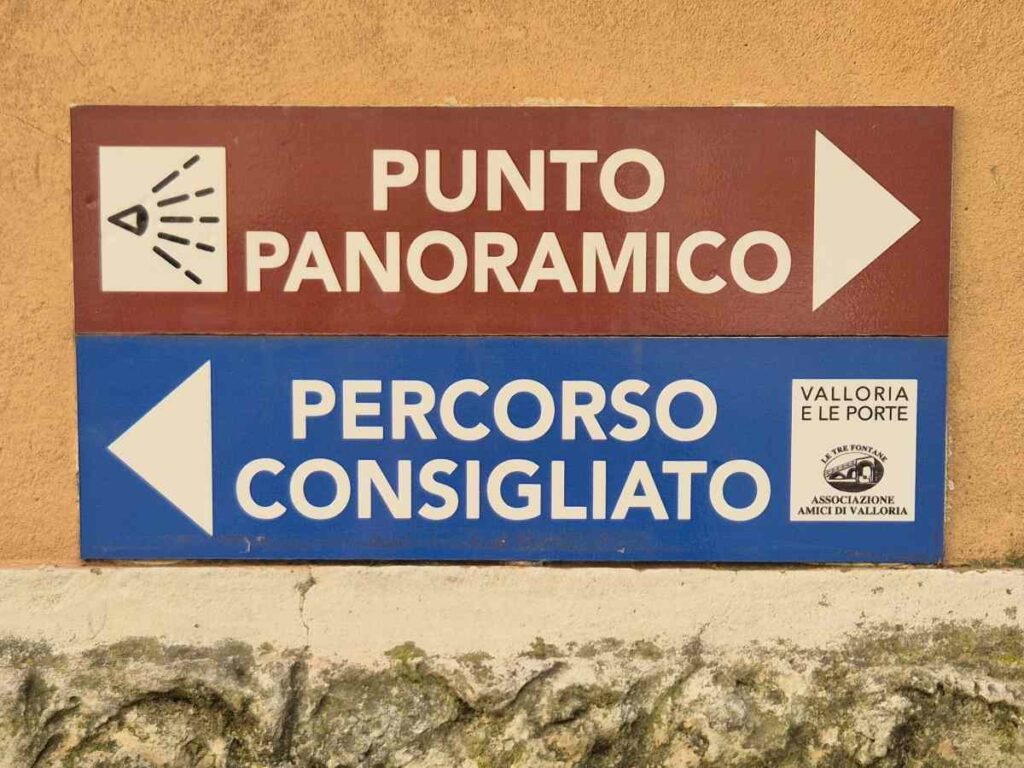 PUNTO
PANORAMICO
PERCORSO
CONSIGLIATO
VALLORIA
E LE PORTE
LE TRE FONTANE
ASSOCIAZIONE
AMICI DI VALLORIA